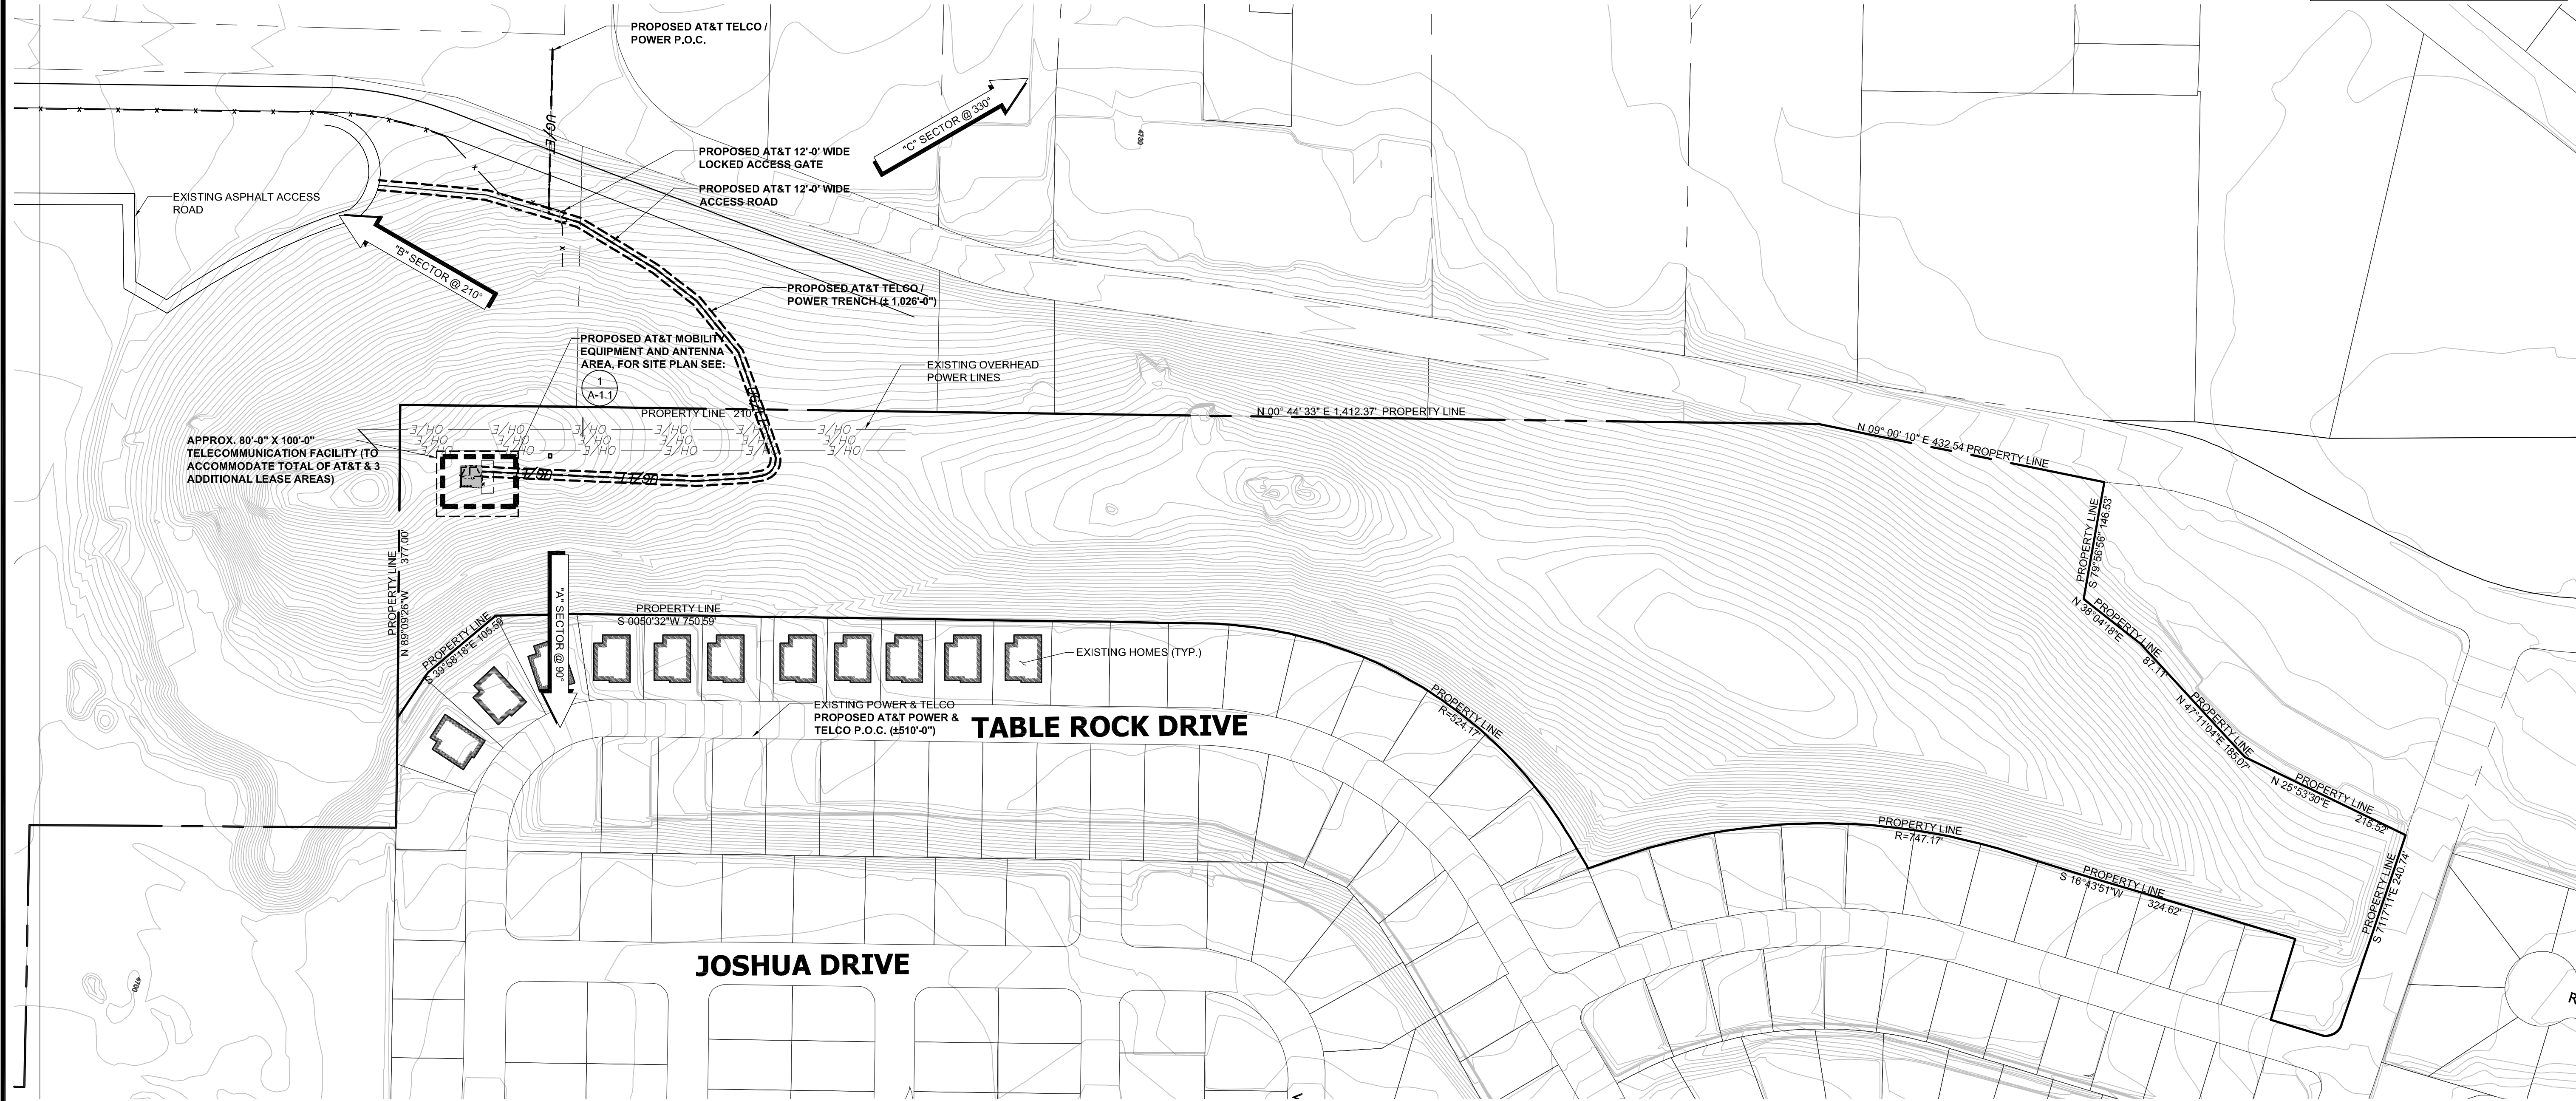 PROPOSED AT&T TELCO /
POWER P.O.C.
UG/ET
"C" SECTOR @ 330°
4730
PROPOSED AT&T 12'-0' WIDE
LOCKED ACCESS GATE
PROPOSED AT&T 12'-0' WIDE
ACCESS ROAD
EXISTING ASPHALT ACCESS
ROAD
"B" SECTOR @ 210°
PROPOSED AT&T TELCO /
POWER TRENCH (± 1,026'-0")
PROPOSED AT&T MOBILITY
EQUIPMENT AND ANTENNA
AREA, FOR SITE PLAN SEE:
1
A-1.1
EXISTING OVERHEAD
POWER LINES
PROPERTY LINE 210'
N 00° 44' 33" E 1,412.37' PROPERTY LINE
N 09° 00' 10" E 432.54 PROPERTY LINE
APPROX. 80'-0" X 100'-0"
TELECOMMUNICATION FACILITY (TO
ACCOMMODATE TOTAL OF AT&T & 3
ADDITIONAL LEASE AREAS)
PROPERTY LINE
N 89°09'26"W 377.00'
PROPERTY LINE
S 39°58'18"E 105.59'
"A" SECTOR @ 90°
PROPERTY LINE
S 0050'32"W 750.59'
EXISTING HOMES (TYP.)
EXISTING POWER & TELCO
PROPOSED AT&T POWER &
TELCO P.O.C. (±510'-0")
TABLE ROCK DRIVE
PROPERTY LINE
R=524.17'
PROPERTY LINE
S 79°56'56" 146.53'
PROPERTY LINE
N 38°04'18"E
87.11'
PROPERTY LINE
N 47°11'04"E 185.07'
PROPERTY LINE
N 25°53'30"E
215.52'
PROPERTY LINE
R=747.17'
PROPERTY LINE
S 16°43'51"W
324.62'
PROPERTY LINE
S 71°17'11"E 240.74'
JOSHUA DRIVE
4700
R